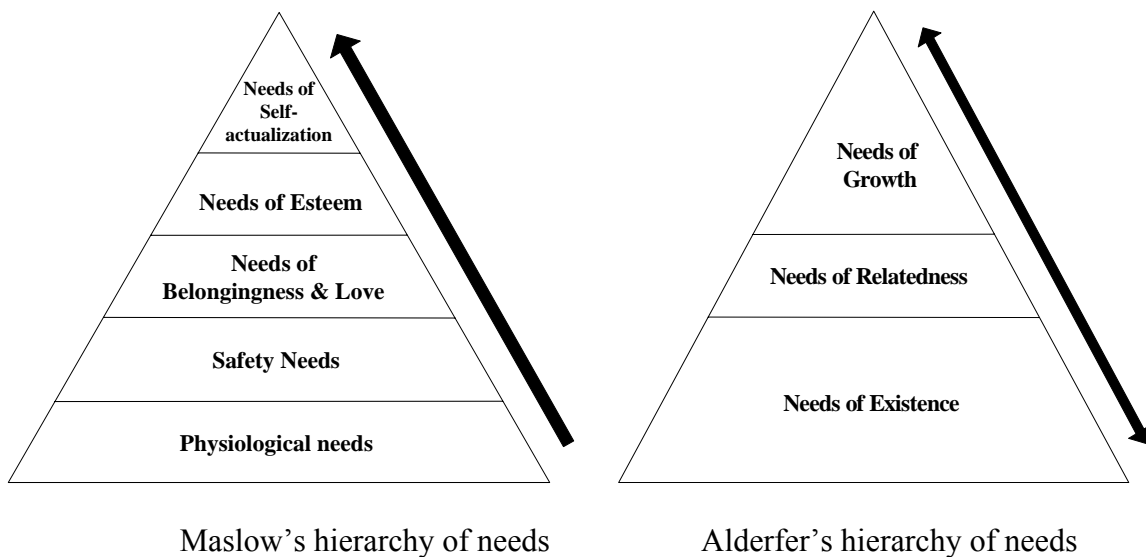 Needs of
Self-
actualization
Needs of Esteem
Needs of
Belongingness & Love
Safety Needs
Physiological needs
Maslow’s hierarchy of needs
Needs of
Growth
Needs of Relatedness
Needs of Existence
Alderfer’s hierarchy of needs